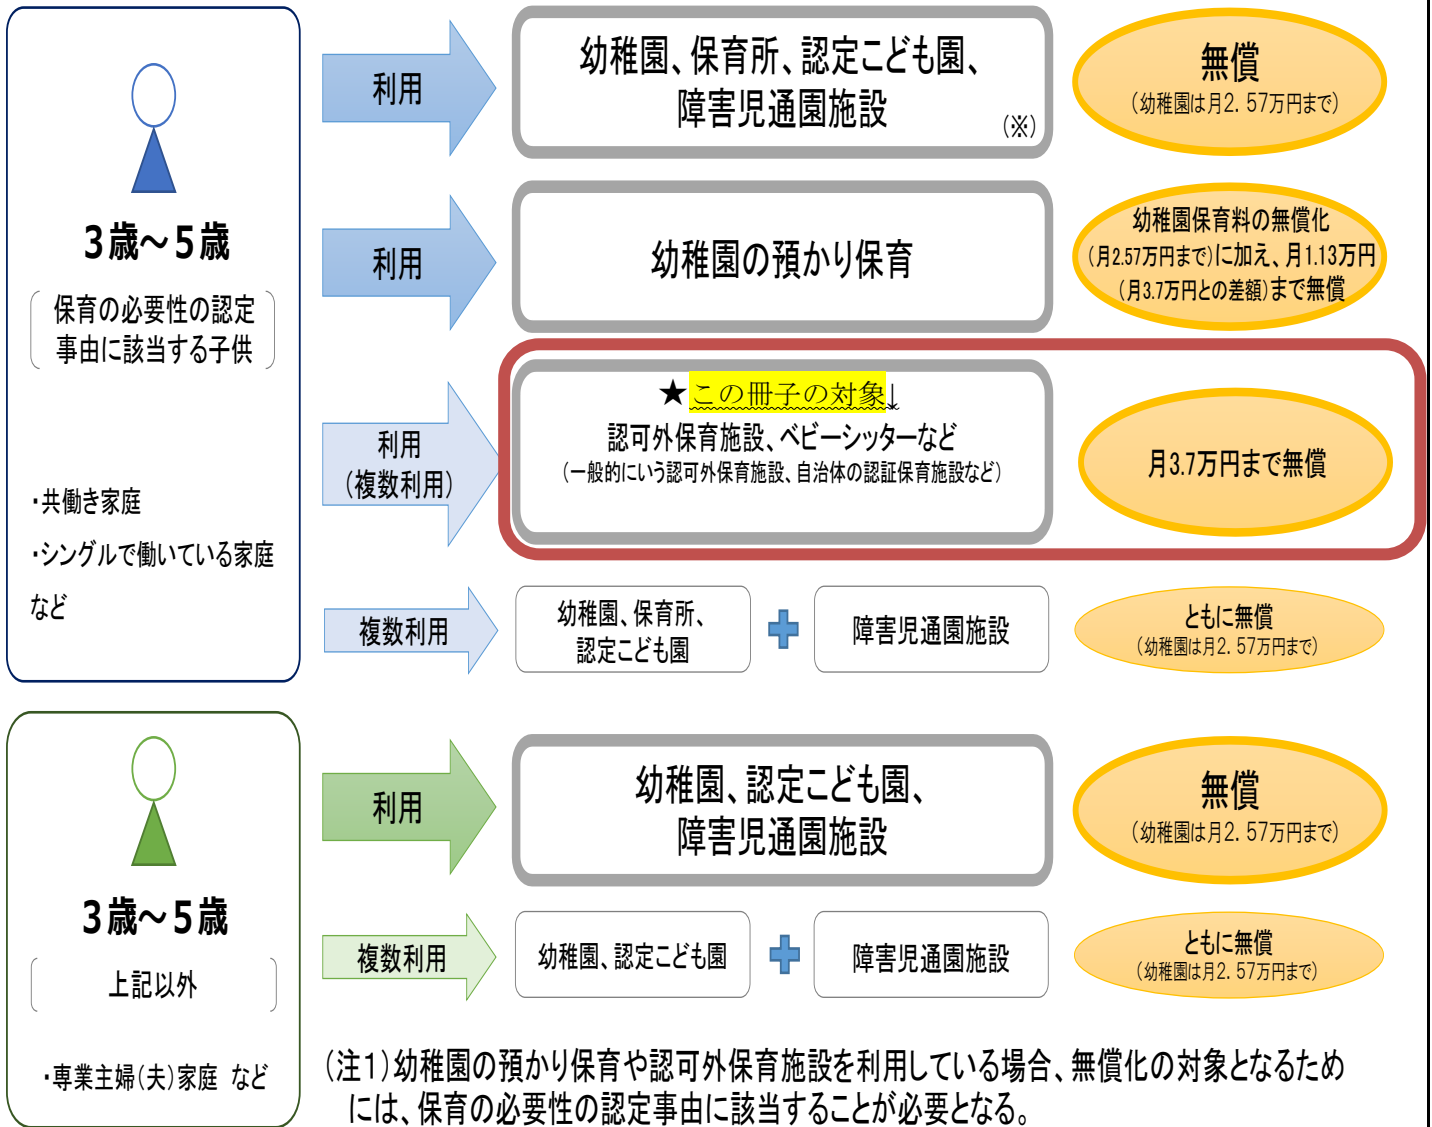 3歳～5歳
保育の必要性の認定
事由に該当する子供
・共働き家庭
・シングルで働いている家庭
など
利用
幼稚園、保育所、認定こども園、
障害児通園施設
(※)
無償
(幼稚園は月2.57万円まで)
利用
幼稚園の預かり保育
幼稚園保育料の無償化
(月2.57万円まで)に加え、月1.13万円
(月3.7万円との差額)まで無償
利用
(複数利用)
★この冊子の対象↓
認可外保育施設、ベビーシッターなど
(一般的にいう認可外保育施設、自治体の認証保育施設など)
月3.7万円まで無償
複数利用
幼稚園、保育所、
認定こども園
障害児通園施設
ともに無償
(幼稚園は月2.57万円まで)
3歳～5歳
上記以外
・専業主婦(夫)家庭 など
利用
幼稚園、認定こども園、
障害児通園施設
無償
(幼稚園は月2.57万円まで)
複数利用
幼稚園、認定こども園
障害児通園施設
ともに無償
(幼稚園は月2.57万円まで)
(注1)幼稚園の預かり保育や認可外保育施設を利用している場合、無償化の対象となるため
には、保育の必要性の認定事由に該当することが必要となる。